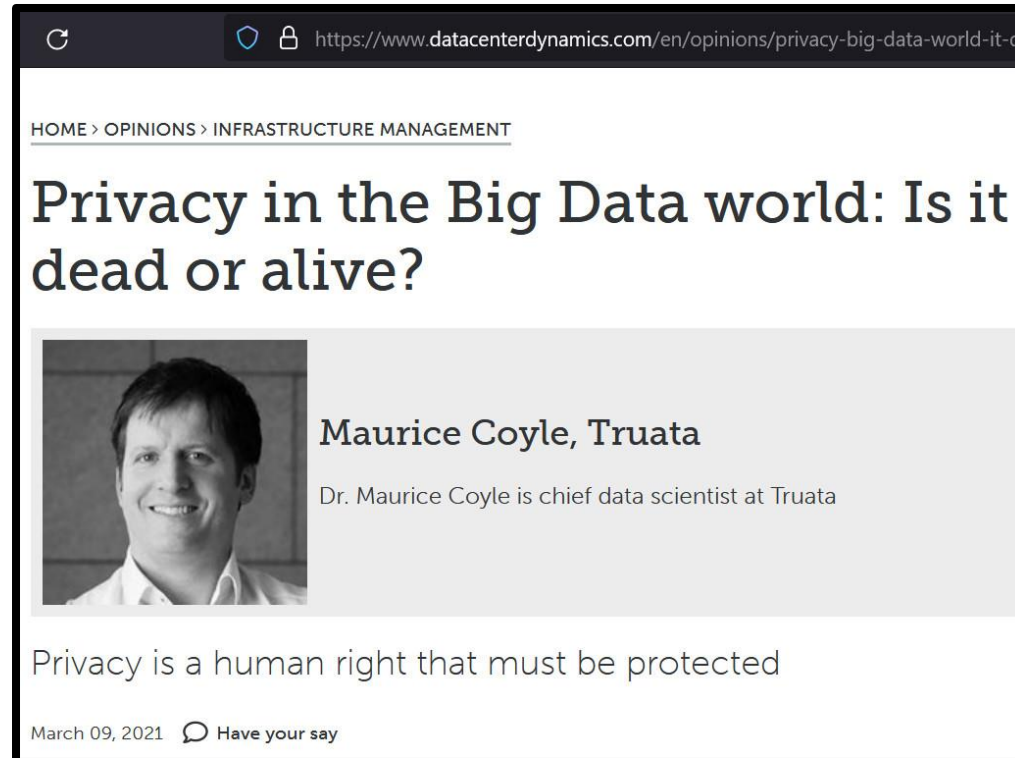 https://www.datacenterdynamics.com/en/opinions/privacy-big-data-world-it-
HOME > OPINIONS > INFRASTRUCTURE MANAGEMENT
Privacy in the Big Data world: Is it
dead or alive?
Maurice Coyle, Truata
Dr. Maurice Coyle is chief data scientist at Truata
Privacy is a human right that must be protected
March 09, 2021 Have your say